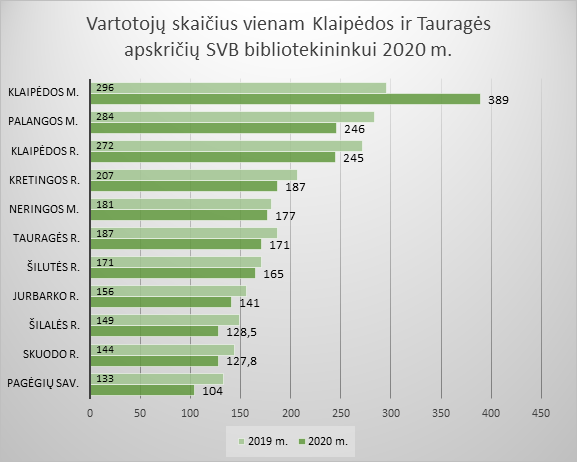 Vartotojų skaičius vienam Klaipėdos ir Tauragės
apskričių SVB bibliotekininkui 2020 m.
KLAIPĖDOS M. 296
389
PALANGOS M. 284
246
KLAIPĖDOS R. 272
245
KRETINGOS R. 207
187
NERINGOS M. 181
177
TAURAGĖS R. 187
171
ŠILUTĖS R. 171
165
JURBARKO R. 156
141
ŠILALĖS R. 149
128,5
SKUODO R. 144
127,8
PAGĖGIŲ SAV. 133
104
0 50 100 150 200 250 300 350 400 450
2019 m. 2020 m.